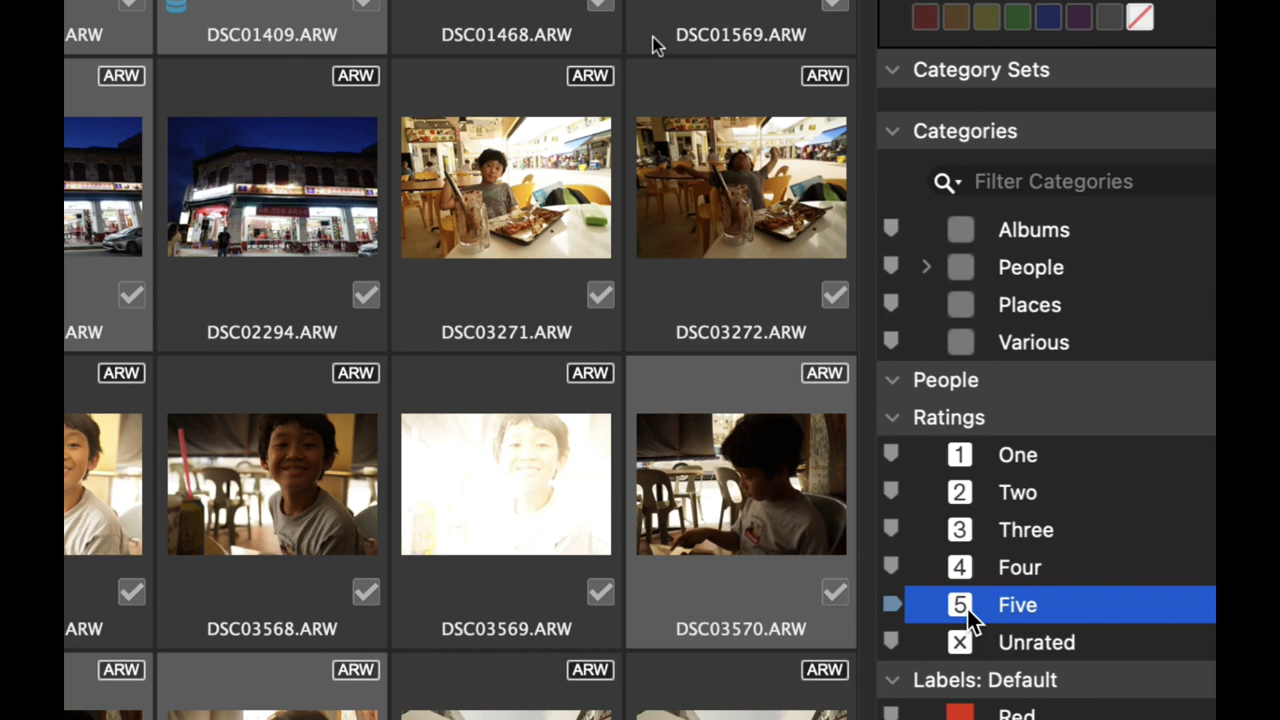 ARW
DSC01409.ARW
DSC01468.ARW
DSC01569.ARW
ARW
ARW
ARW
ARW
ARW
DSC02294.ARW
DSC03271.ARW
DSC03272.ARW
ARW
ARW
ARW
ARW
ARW
DSC03568.ARW
DSC03569.ARW
DSC03570.ARW
ARW
ARW
ARW
ARW
Category Sets
Categories
Filter Categories
Albums
People
Places
Various
People
Ratings
1 One
2 Two
3 Three
4 Four
5 Five
x Unrated
Labels: Default
Red